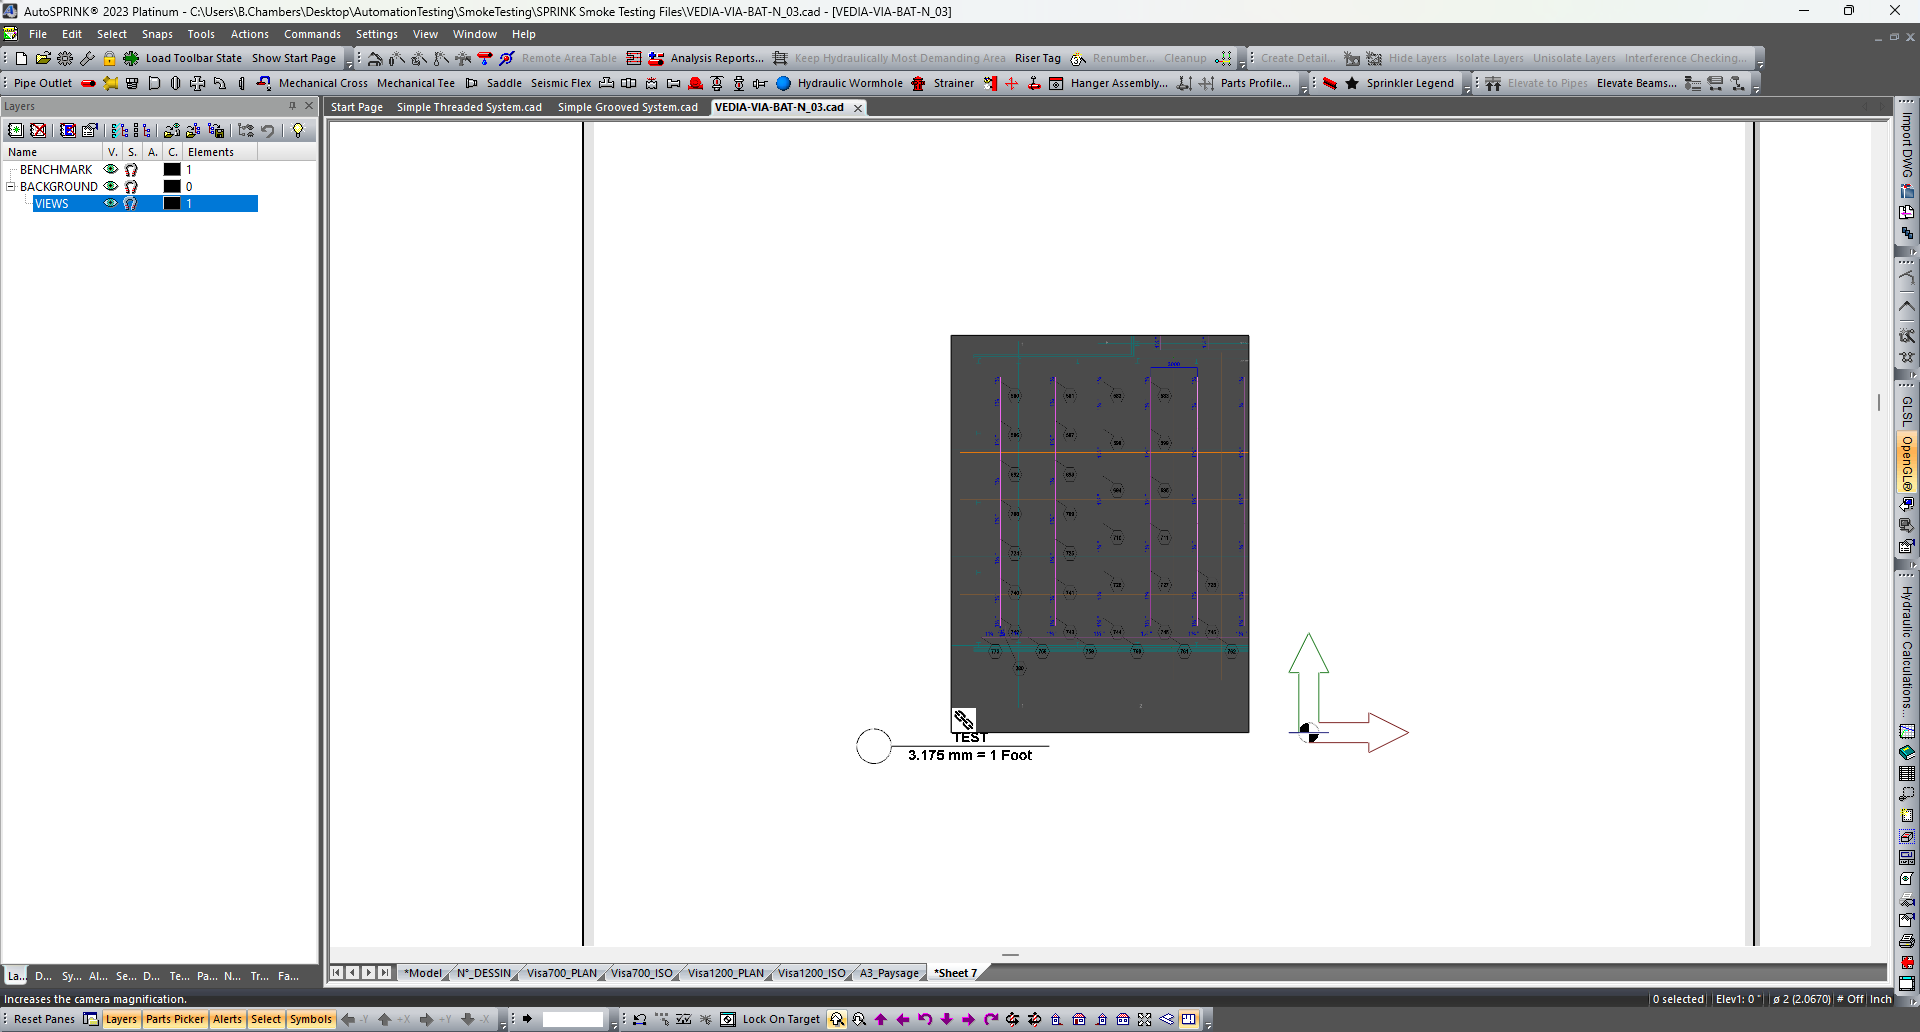 AutoSPRINK® 2023 Platinum - C:\Users\B.Chambers\Desktop\AutomationTesting\SmokeTesting\SPRINK Smoke Testing Files\VEDIA-VIA-BAT-N_03.cad - [VEDIA-VIA-BAT-N_03]
File Edit Select Snaps Tools Actions Commands Settings View Window Help
Load Toolbar State Show Start Page Remote Area Table Analysis Reports... Keep Hydraulically Most Demanding Area Riser Tag Renumber... Cleanup Create Detail... Hide Layers Isolate Layers Unisolate Layers Interference Checking...
Pipe Outlet Mechanical Cross Mechanical Tee Saddle Seismic Flex Hydraulic Wormhole Strainer Hanger Assembly... Parts Profile... Sprinkler Legend Elevate to Pipes Elevate Beams...
Layers
Start Page Simple Threaded System.cad Simple Grooved System.cad VEDIA-VIA-BAT-N_03.cad
Name V. S. A. C. Elements
BENCHMARK 1
BACKGROUND 0
VIEWS 1
Import DWG
GLSL
OpenGL®
Hydraulic Calculations...
TEST
3.175 mm = 1 Foot
La... D... Sy... Al... Se... D... Te... Pa... N... Tr... Fa...
*Model N°_DESSIN Visa700_PLAN Visa700_ISO Visa1200_PLAN Visa1200_ISO A3_Paysage *Sheet 7
Increases the camera magnification.
0 selected Elev1: 0 " ø 2 (2.0670) # Off Inch
Reset Panes Layers Parts Picker Alerts Select Symbols -Y +X +Y -X Lock On Target